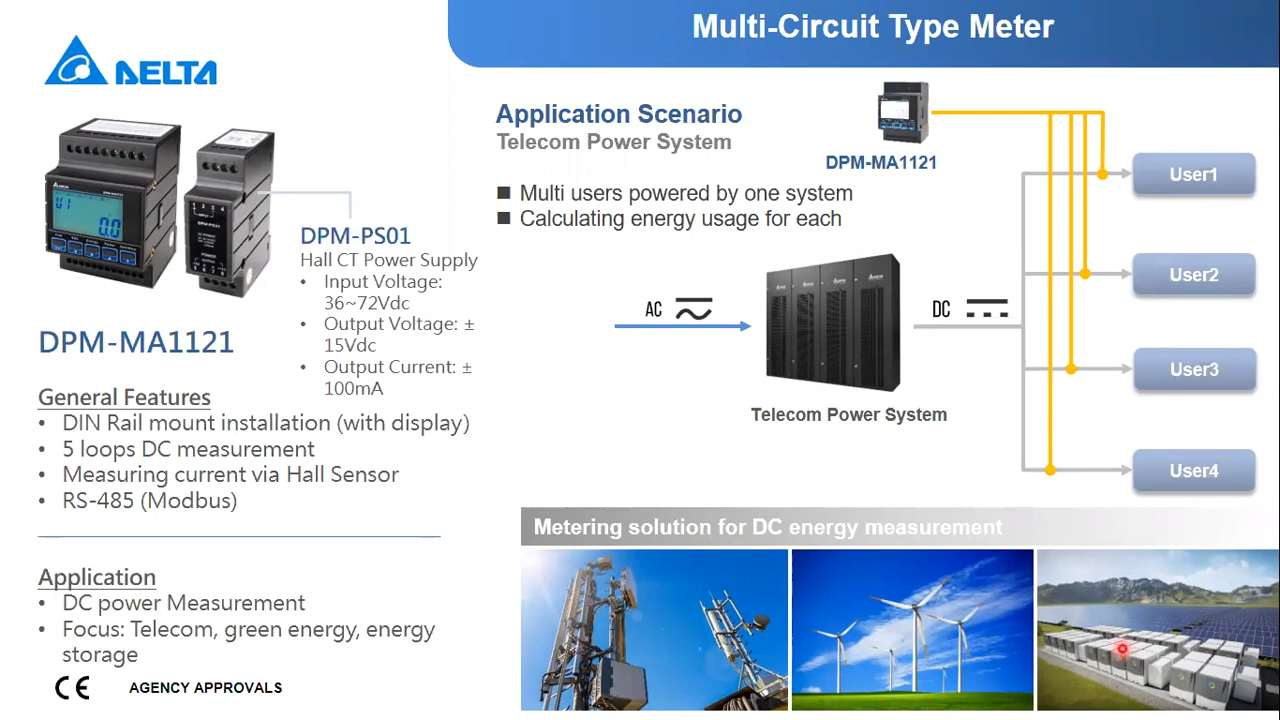 Multi-Circuit Type Meter
DELTA
DPM-PS01
Hall CT Power Supply
• Input Voltage:
36~72Vdc
• Output Voltage: ±
15Vdc
• Output Current: ±
100mA
DPM-MA1121
General Features
• DIN Rail mount installation (with display)
• 5 loops DC measurement
• Measuring current via Hall Sensor
• RS-485 (Modbus)
Application
• DC power Measurement
• Focus: Telecom, green energy, energy
storage
CE
AGENCY APPROVALS
Application Scenario
Telecom Power System
■ Multi users powered by one system
■ Calculating energy usage for each
DPM-MA1121
AC
DC
Telecom Power System
User1
User2
User3
User4
Metering solution for DC energy measurement